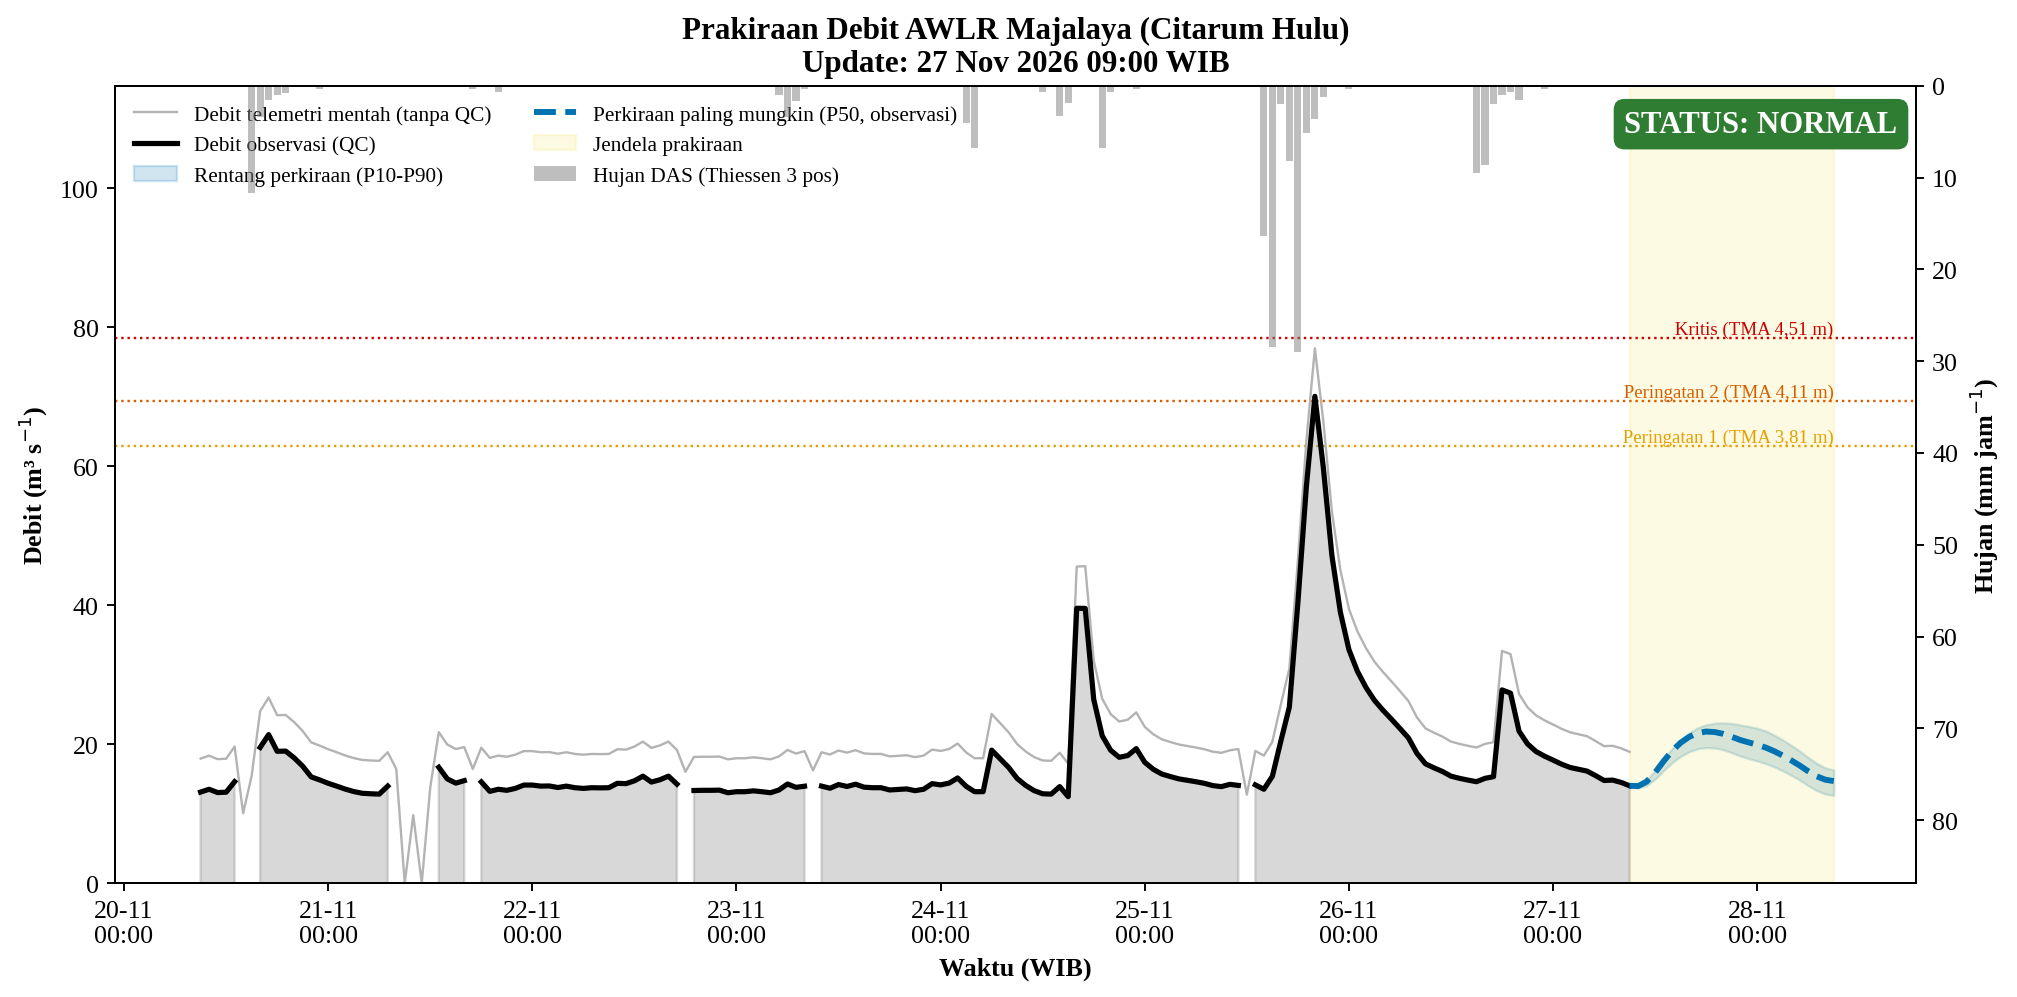 Prakiraan Debit AWLR Majalaya (Citarum Hulu)
Update: 27 Nov 2026 09:00 WIB
Debit telemetri mentah (tanpa QC)
Debit observasi (QC)
Rentang perkiraan (P10-P90)
Perkiraan paling mungkin (P50, observasi)
Jendela prakiraan
Hujan DAS (Thiessen 3 pos)
STATUS: NORMAL
Kritis (TMA 4,51 m)
Peringatan 2 (TMA 4,11 m)
Peringatan 1 (TMA 3,81 m)
Debit (m³ s⁻¹)
100
80
60
40
20
0
Hujan (mm jam⁻¹)
0
10
20
30
40
50
60
70
80
20-11
00:00
21-11
00:00
22-11
00:00
23-11
00:00
24-11
00:00
25-11
00:00
26-11
00:00
27-11
00:00
28-11
00:00
Waktu (WIB)